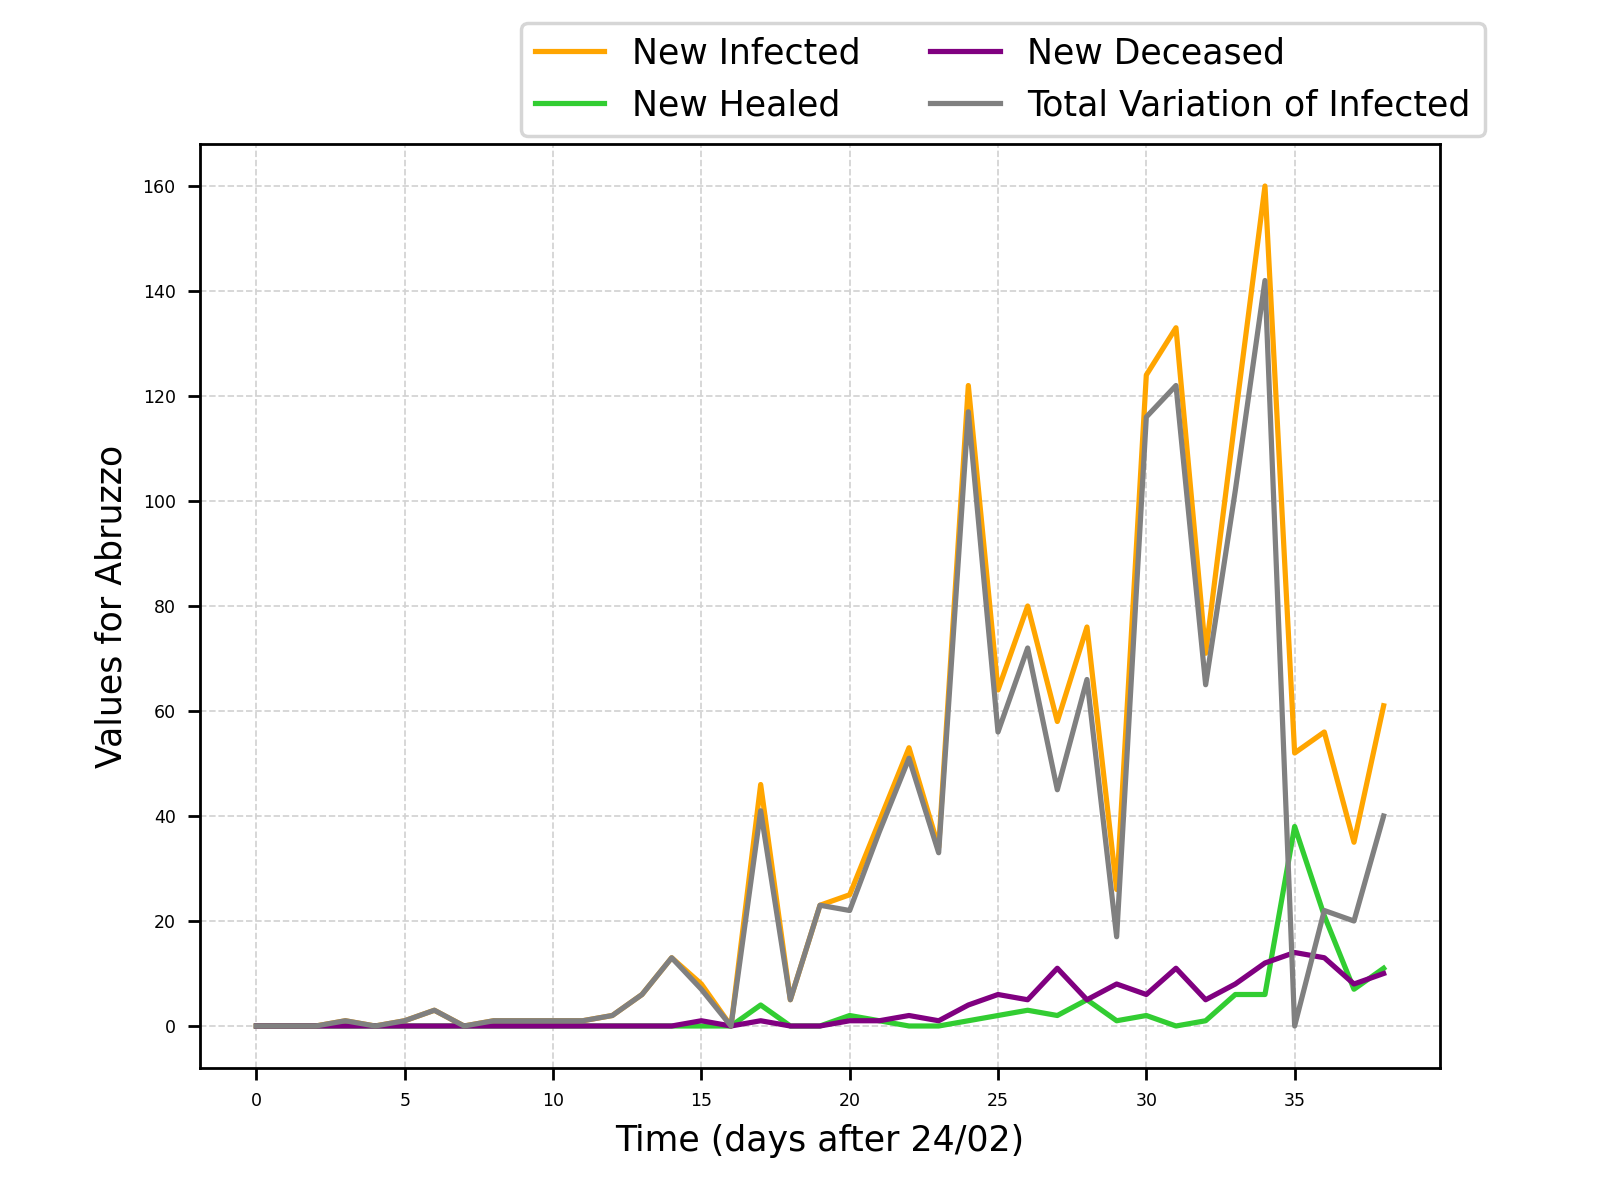 New Infected
New Healed
New Deceased
Total Variation of Infected
160
140
120
100
80
60
40
20
0
Values for Abruzzo
0 5 10 15 20 25 30 35
Time (days after 24/02)